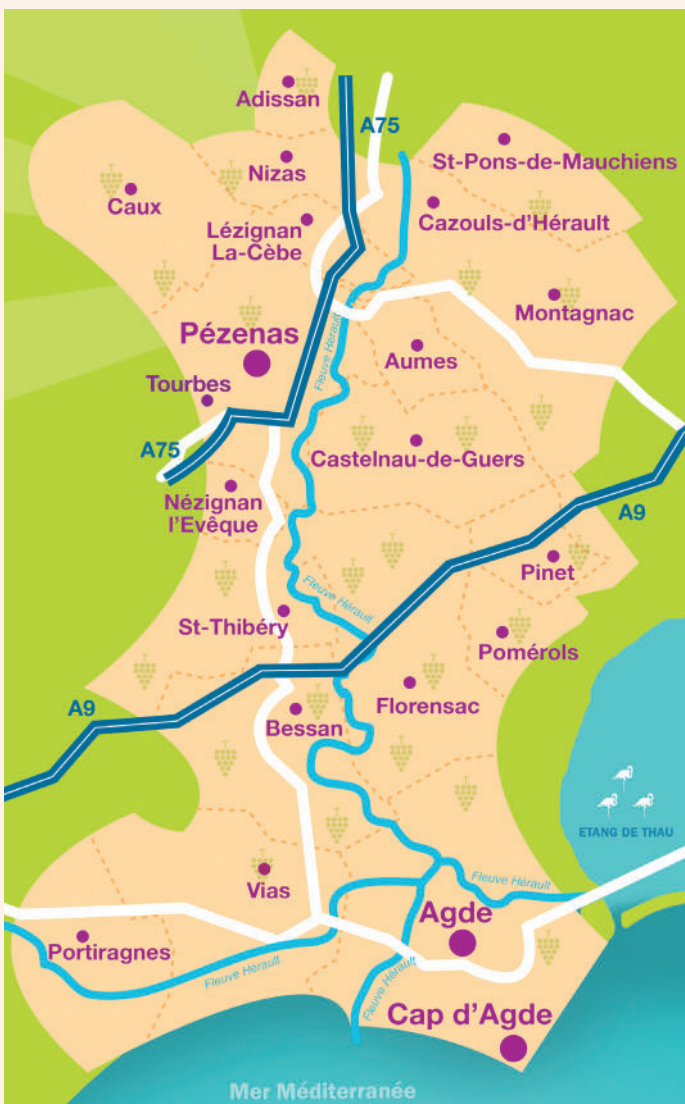 Adissan
A75
Nizas
St-Pons-de-Mauchiens
Caux
Lézignan
La-Cèbe
Cazouls-d'Hérault
Montagnac
Pézenas
Fleuve Hérault
Aumes
Tourbes
A75
Castelnau-de-Guers
Nézignan
l'Evêque
A9
Pinet
Fleuve Hérault
St-Thibéry
Pomérols
A9
Bessan
Florensac
ETANG DE THAU
Vias
Fleuve Hérault
Agde
Portiragnes
Fleuve Hérault
Fleuve Hérault
Cap d'Agde
Mer Méditerranée